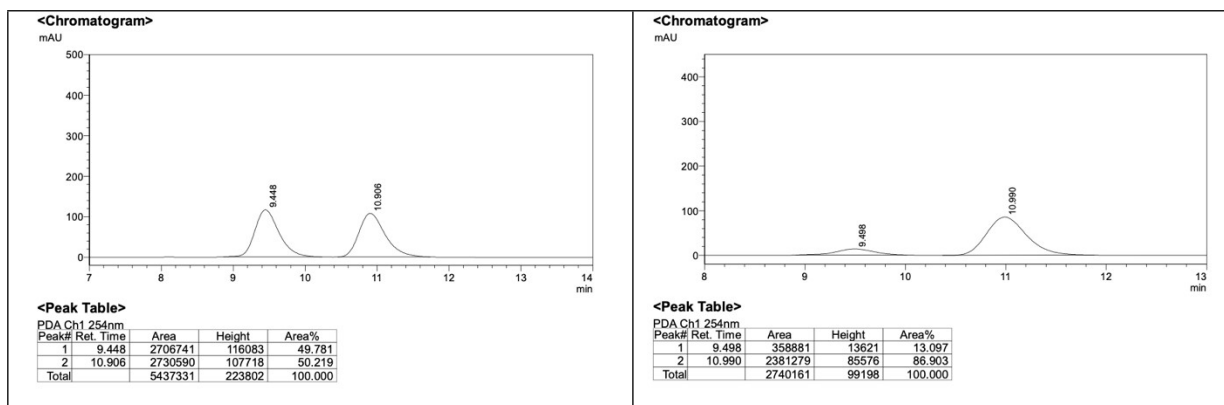 <Chromatogram>
mAU
500
400
300
200
100
0
9.448
10.906
7 8 9 10 11 12 13 14
min
<Peak Table>
PDA Ch1 254nm
Peak# Ret. Time Area Height Area%
1 9.448 2706741 116083 49.781
2 10.906 2730590 107718 50.219
Total 5437331 223802 100.000
<Chromatogram>
mAU
400
300
200
100
0
9.498
10.990
8 9 10 11 12 13
min
<Peak Table>
PDA Ch1 254nm
Peak# Ret. Time Area Height Area%
1 9.498 358881 13621 13.097
2 10.990 2381279 85576 86.903
Total 2740161 99198 100.000